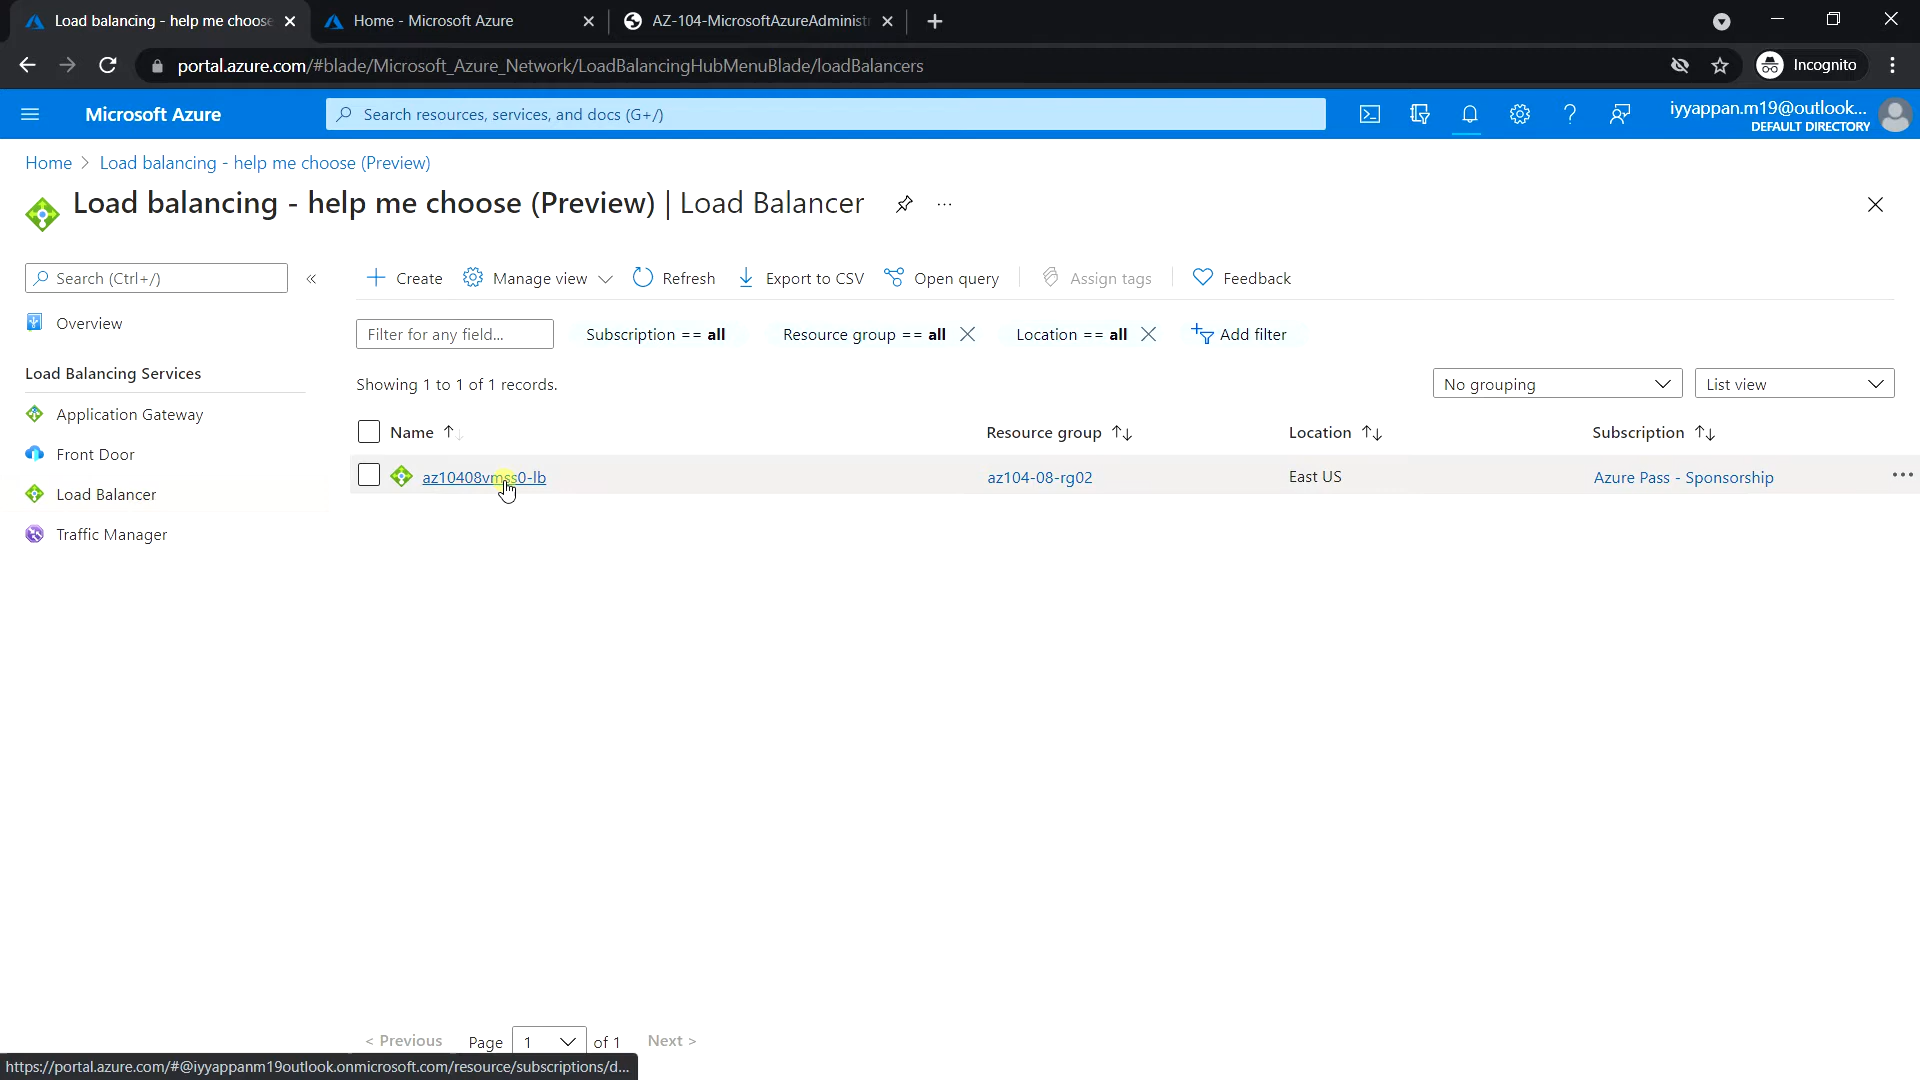 Load balancing - help me choose
Home - Microsoft Azure
AZ-104-MicrosoftAzureAdminist
portal.azure.com/#blade/Microsoft_Azure_Network/LoadBalancingHubMenuBlade/loadBalancers
Incognito
Microsoft Azure
Search resources, services, and docs (G+/)
iyyappan.m19@outlook...
DEFAULT DIRECTORY
Home > Load balancing - help me choose (Preview)
Load balancing - help me choose (Preview) | Load Balancer ...
Search (Ctrl+/)
«
Create
Manage view
Refresh
Export to CSV
Open query
Assign tags
Feedback
Overview
Filter for any field...
Subscription == all
Resource group == all
Location == all
Add filter
Load Balancing Services
Showing 1 to 1 of 1 records.
No grouping
List view
Application Gateway
Front Door
Load Balancer
Traffic Manager
Name ↑↓
Resource group ↑↓
Location ↑↓
Subscription ↑↓
az10408vmss0-lb
az104-08-rg02
East US
Azure Pass - Sponsorship
...
< Previous
Page
1
of 1
Next >
https://portal.azure.com/#@iyyappanm19outlook.onmicrosoft.com/resource/subscriptions/d...